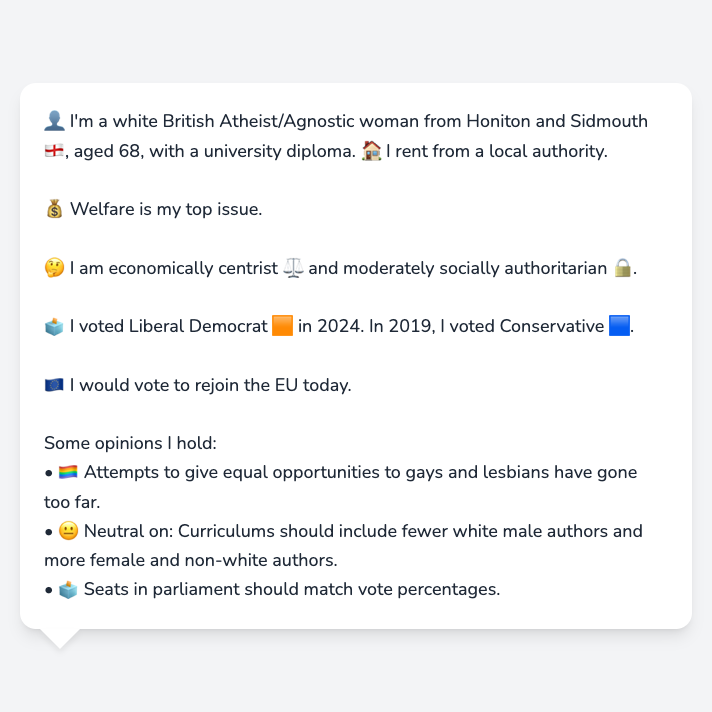 👤 I'm a white British Atheist/Agnostic woman from Honiton and Sidmouth
🏴󠁧󠁢󠁥󠁮󠁧󠁿, aged 68, with a university diploma. 🏠 I rent from a local authority.
💰 Welfare is my top issue.
🤔 I am economically centrist ⚖️ and moderately socially authoritarian 🔒.
🗳️ I voted Liberal Democrat 🟧 in 2024. In 2019, I voted Conservative 🟦.
🇪🇺 I would vote to rejoin the EU today.
Some opinions I hold:
• 🏳️‍🌈 Attempts to give equal opportunities to gays and lesbians have gone
too far.
• 😐 Neutral on: Curriculums should include fewer white male authors and
more female and non-white authors.
• 🗳️ Seats in parliament should match vote percentages.